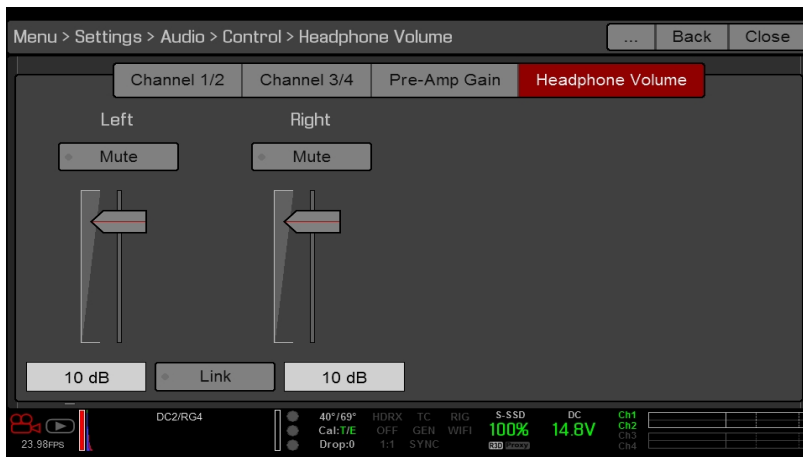 Menu > Settings > Audio > Control > Headphone Volume ... Back Close
Channel 1/2 Channel 3/4 Pre-Amp Gain Headphone Volume
Left Right
Mute Mute
10 dB Link 10 dB
DC2/RG4 40°/69° HDRX TC RIG S-SSD DC Ch1
Cal:T/E OFF GEN WIFI 100% 14.8V Ch2
23.98FPS Drop:0 1:1 SYNC R3D Proxy Ch3
Ch4